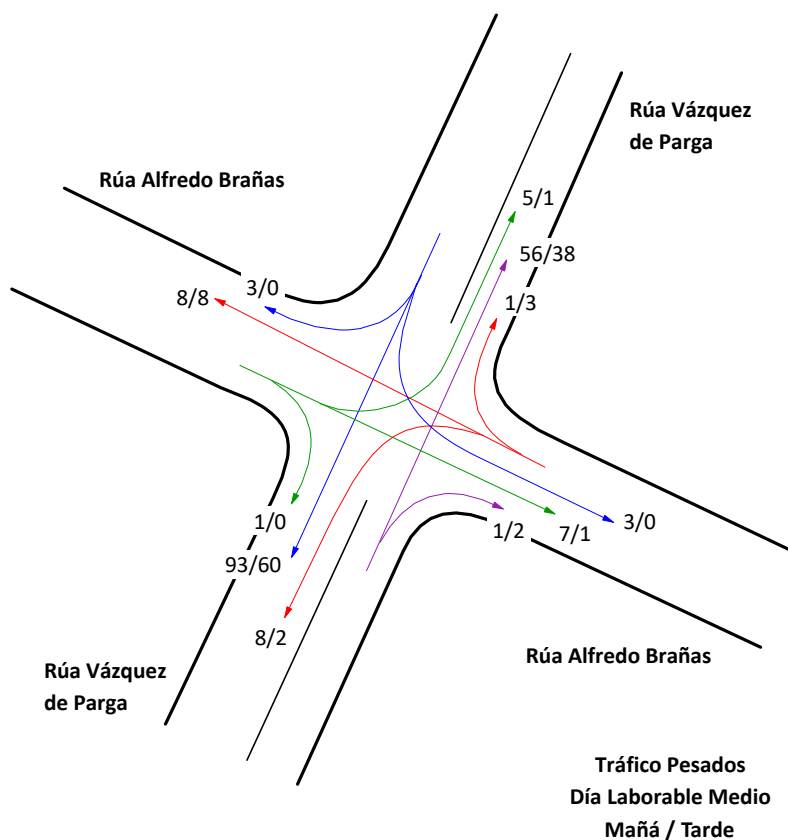 Rúa Vázquez
de Parga
Rúa Alfredo Brañas
5/1
56/38
3/0
8/8
1/3
1/0
1/2
7/1
3/0
93/60
8/2
Rúa Vázquez
de Parga
Rúa Alfredo Brañas
Tráfico Pesados
Día Laborable Medio
Mañá / Tarde